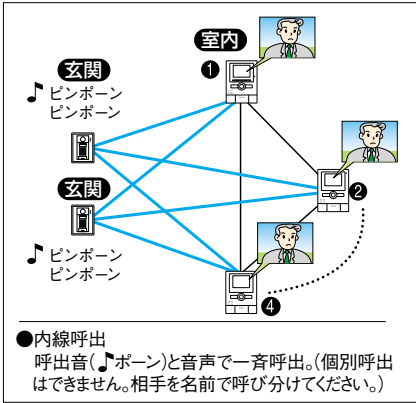 室内
❶
玄関
♪ピンポーン
ピンポーン
❷
玄関
♪ピンポーン
ピンポーン
❹
●内線呼出
呼出音(♪ポーン)と音声で一斉呼出。(個別呼出
はできません。相手を名前で呼び分けてください。)